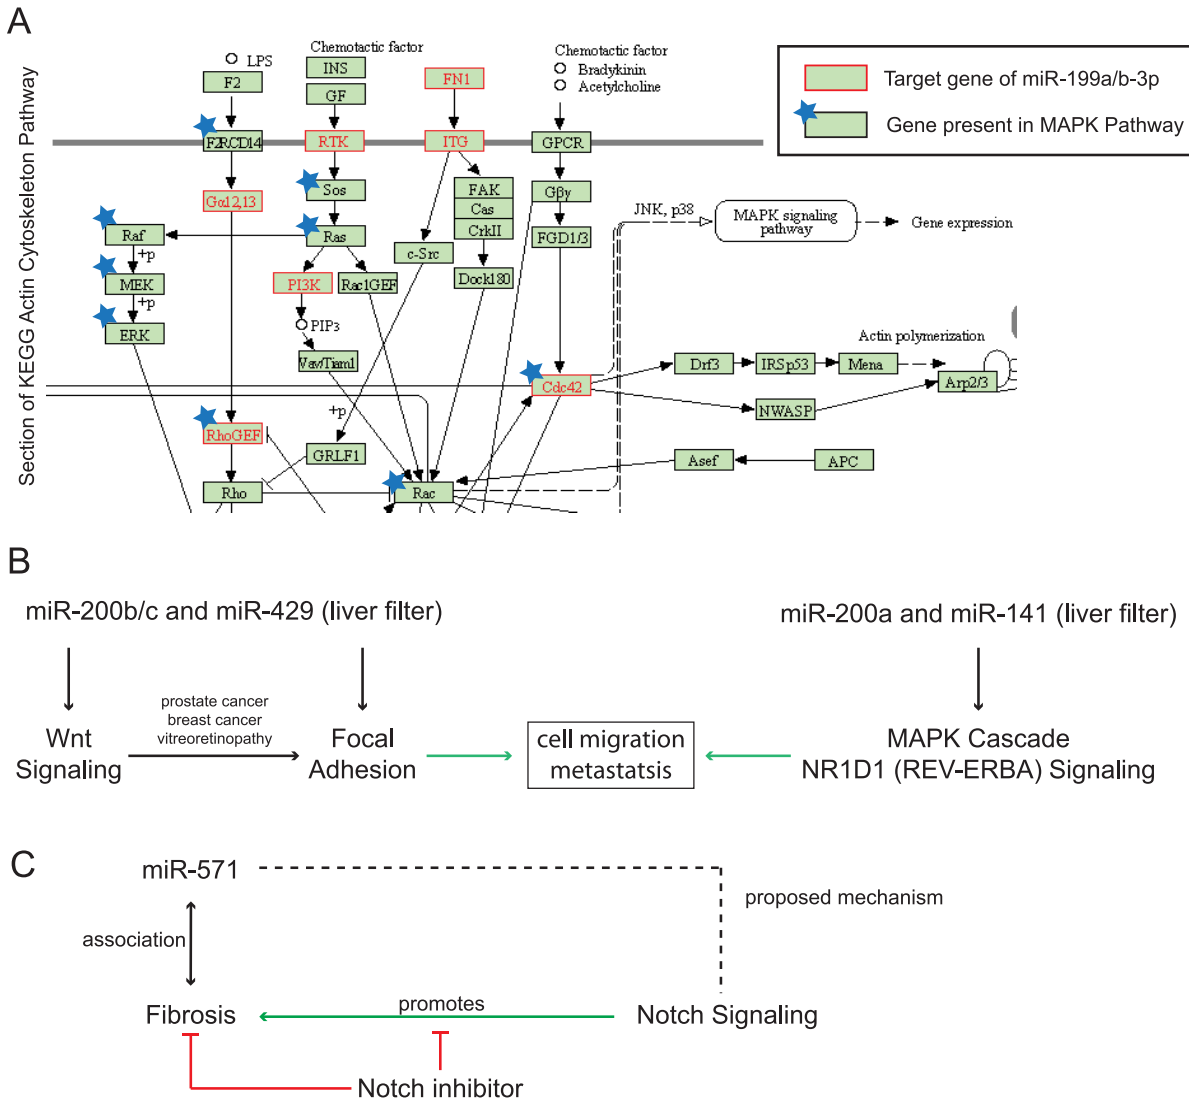 A
Section of KEGG Actin Cytoskeleton Pathway
LPS
F2
F2RCD14
Gα12,13
Raf
+p
MEK
+p
ERK
RhoGEF
Rho
Chemotactic factor
INS
GF
RTK
Sos
Ras
PI3K
Rac1GEF
PIP3
Vav/Tiam1
+p
GRLF1
Rac
FN1
ITG
FAK
Cas
CrkII
c-Src
Dock180
Chemotactic factor
Bradykinin
Acetylcholine
GPCR
Gβγ
FGD1/3
Cdc42
JNK, p38
MAPK signaling
pathway
Gene expression
Actin polymerization
Drf3
IRSp53
Mena
Arp2/3
NWASP
Asef
APC
Target gene of miR-199a/b-3p
Gene present in MAPK Pathway
B
miR-200b/c and miR-429 (liver filter)
miR-200a and miR-141 (liver filter)
prostate cancer
breast cancer
vitreoretinopathy
Wnt
Signaling
Focal
Adhesion
cell migration
metastatsis
MAPK Cascade
NR1D1 (REV-ERBA) Signaling
C
miR-571
proposed mechanism
association
promotes
Fibrosis
Notch Signaling
Notch inhibitor